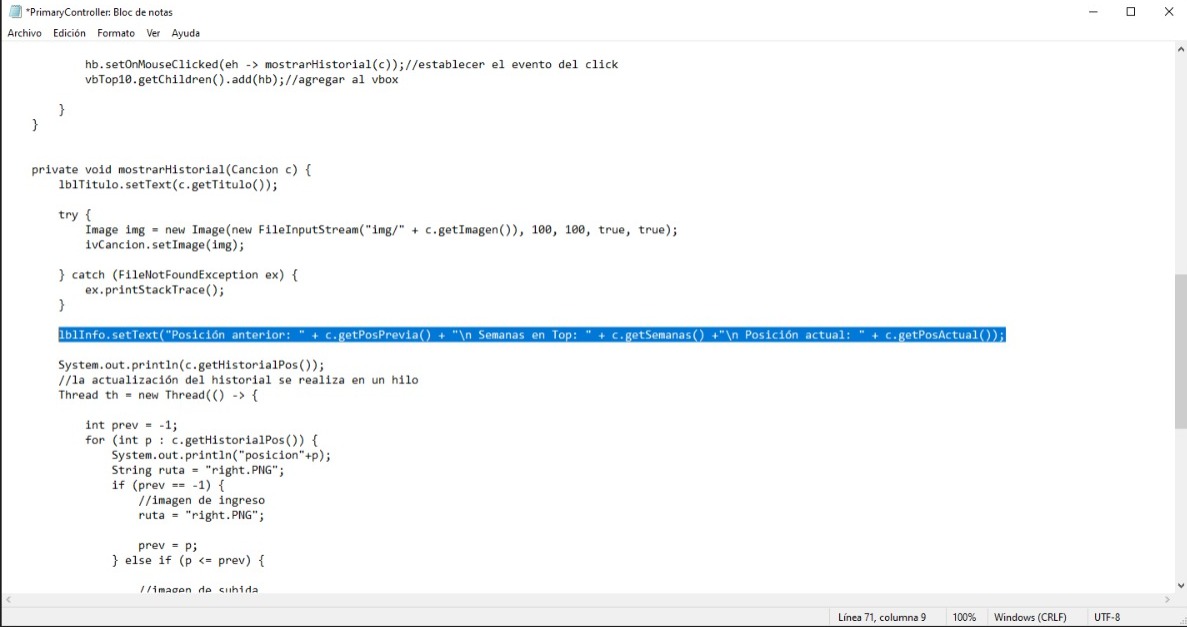 *PrimaryController: Bloc de notas
Archivo Edición Formato Ver Ayuda
hb.setOnMouseClicked(eh -> mostrarHistorial(c));//establecer el evento del click
vbTop10.getChildren().add(hb);//agregar al vbox
}
}
private void mostrarHistorial(Cancion c) {
lblTitulo.setText(c.getTitulo());
try {
Image img = new Image(new FileInputStream("img/" + c.getImagen()), 100, 100, true, true);
ivCancion.setImage(img);
} catch (FileNotFoundException ex) {
ex.printStackTrace();
}
lblInfo.setText("Posición anterior: " + c.getPosPrevia() + "\n Semanas en Top: " + c.getSemanas() +"\n Posición actual: " + c.getPosActual());
System.out.println(c.getHistorialPos());
//la actualización del historial se realiza en un hilo
Thread th = new Thread(() -> {
int prev = -1;
for (int p : c.getHistorialPos()) {
System.out.println("posicion"+p);
String ruta = "right.PNG";
if (prev == -1) {
//imagen de ingreso
ruta = "right.PNG";
prev = p;
} else if (p <= prev) {
//imagen de subida
Línea 71, columna 9 100% Windows (CRLF) UTF-8